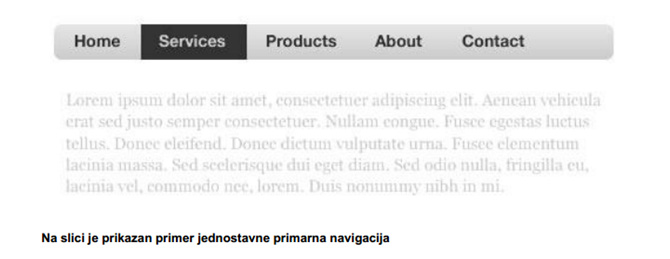 Home Services Products About Contact
Lorem ipsum dolor sit amet, consectetuer adipiscing elit. Aenean vehicula
erat sed justo semper consectetuer. Nullam congue. Fusce egestas luctus
tellus. Donec eleifend. Donec dictum vulputate urna. Fusce elementum
lacinia massa. Sed scelerisque dui eget diam. Sed odio nulla, fringilla eu,
lacinia vel, commodo nec, lorem. Duis nonummy nibh in mi.
Na slici je prikazan primer jednostavne primarna navigacija